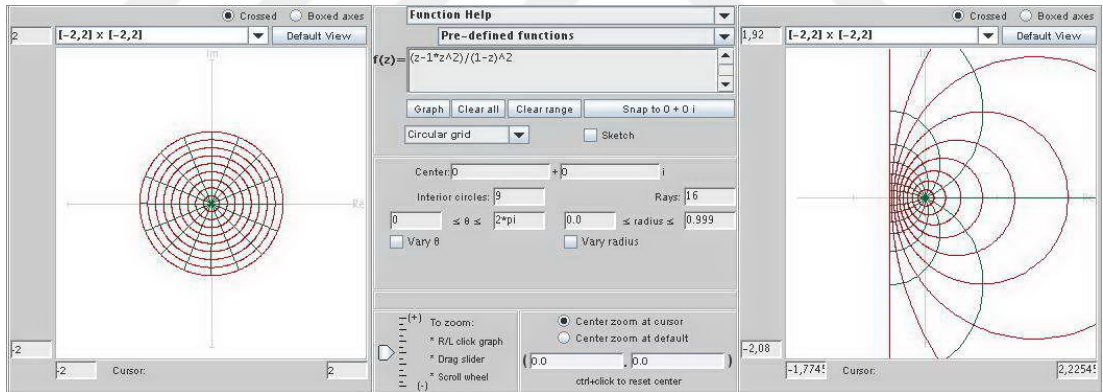 Crossed Boxed axes
2 [-2,2] x [-2,2] Default View
Im
Re
-2
-2 Cursor: 2
Function Help
Pre-defined functions
f(z)= (z-1*z^2)/(1-z)^2
Graph Clear all Clear range Snap to 0 + 0 i
Circular grid Sketch
Center: 0 + 0 i
Interior circles: 9 Rays: 16
0 ≤ θ ≤ 2*pi 0.0 ≤ radius ≤ 0.999
Vary θ Vary radius
(+) To zoom:
* R/L click graph
* Drag slider
* Scroll wheel
(-)
Center zoom at cursor
Center zoom at default
( 0.0 , 0.0 )
ctrl+click to reset center
Crossed Boxed axes
1,92 [-2,2] x [-2,2] Default View
Im
Re
-2,08
-1,7745 Cursor: 2,2254